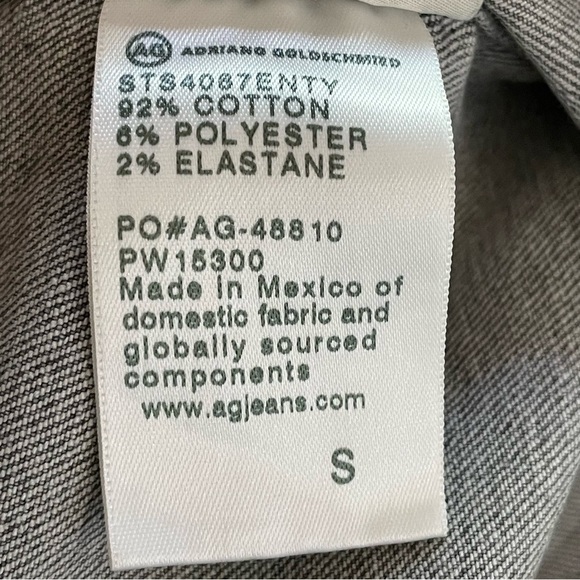 AG ADRIANO GOLDSCHMIED
STS4087ENTY
92% COTTON
6% POLYESTER
2% ELASTANE
PO#AG-48810
PW15300
Made in Mexico of
domestic fabric and
globally sourced
components
www.agjeans.com
S